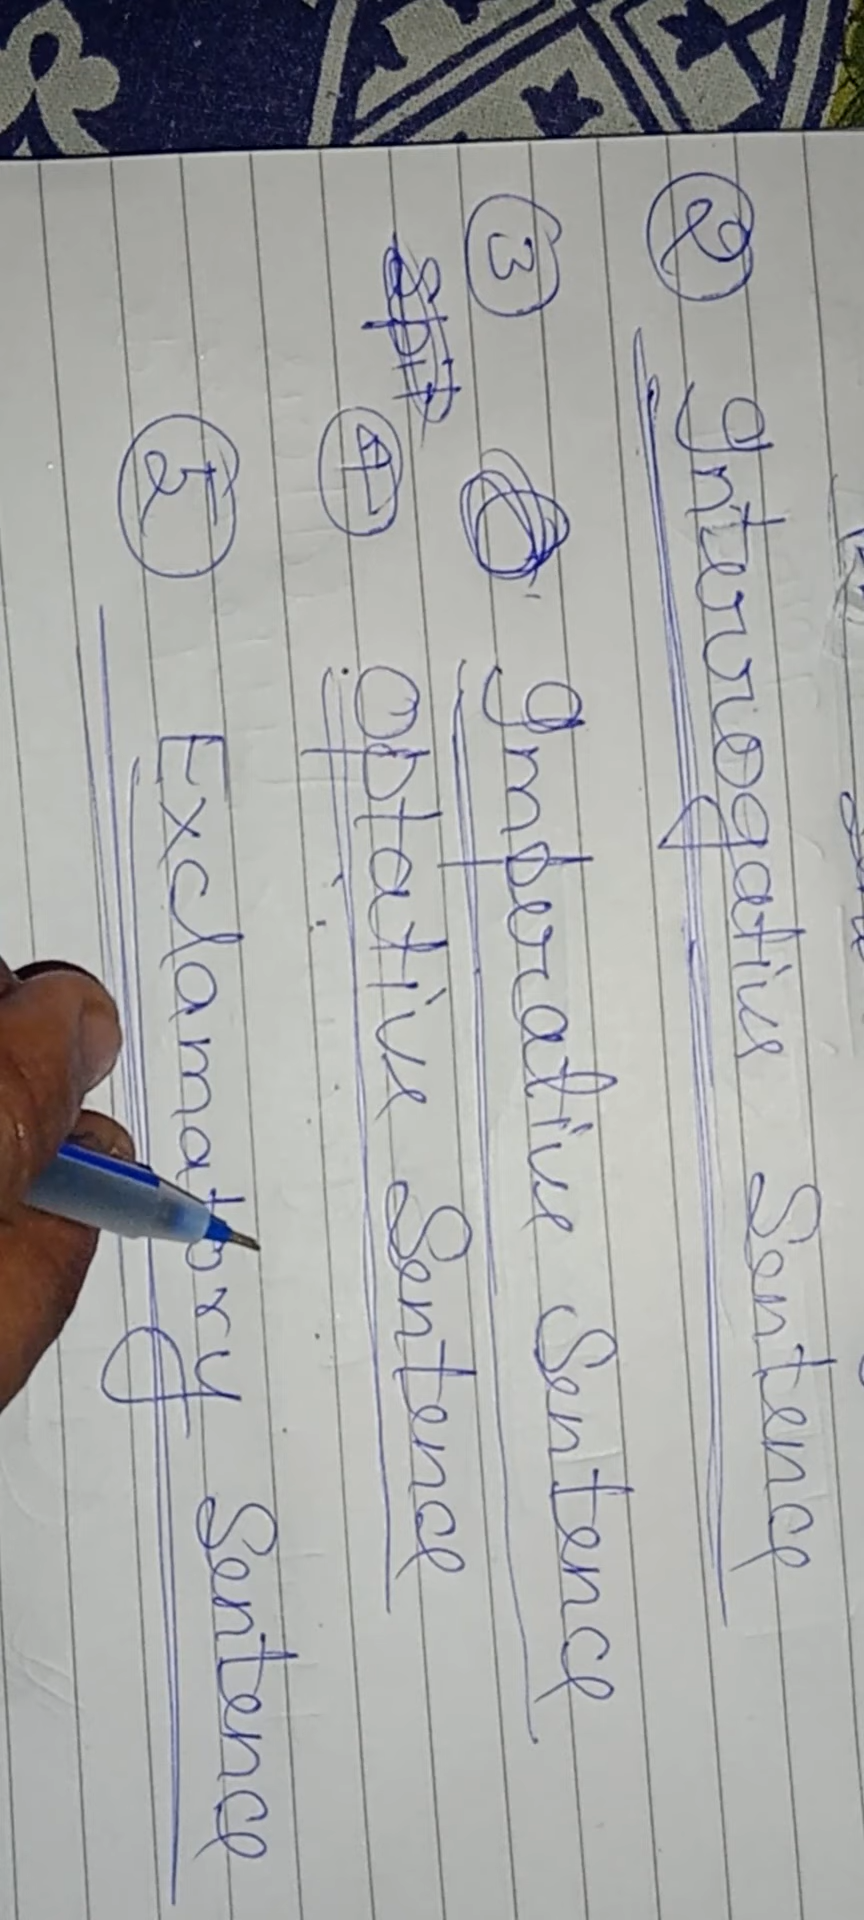 ② Interrogative Sentence
③ Imperative Sentence
④ Optative Sentence
⑤ Exclamatory Sentence